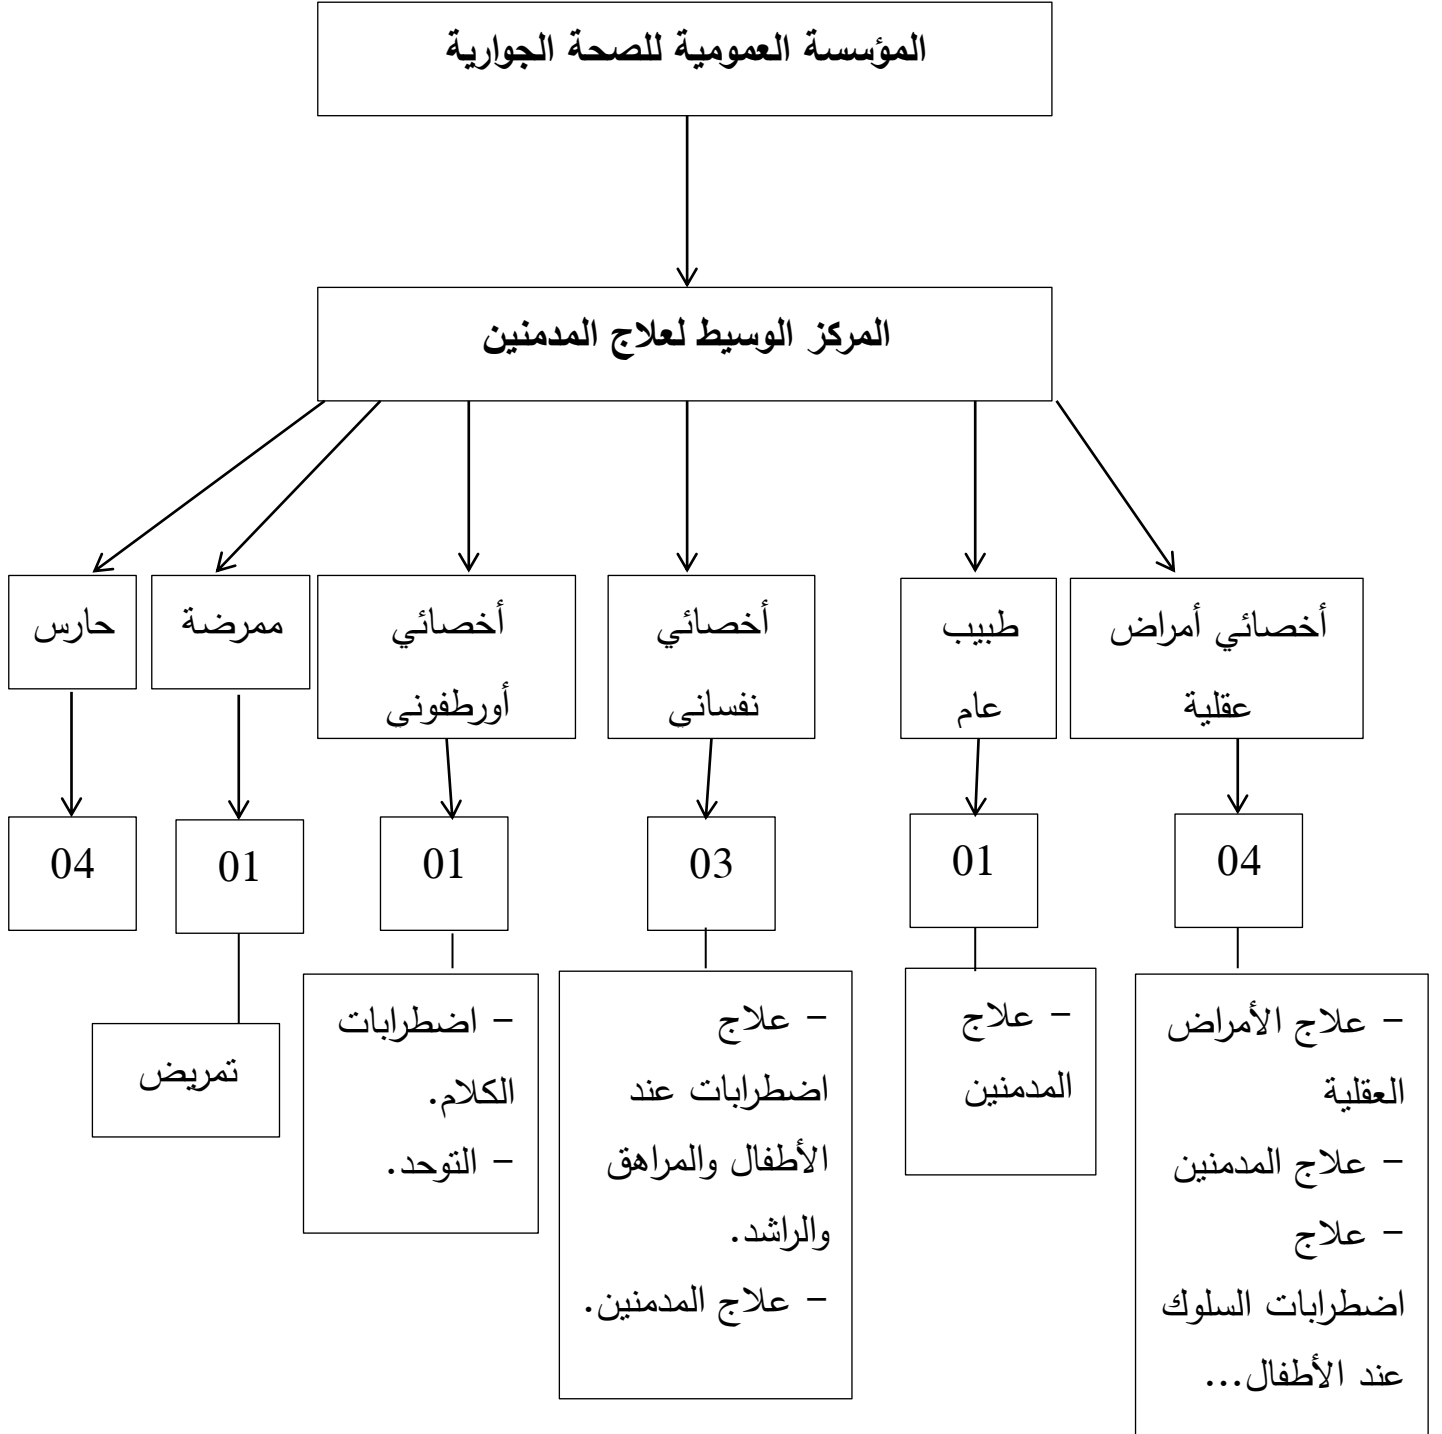 المؤسسة العمومية للصحة الجوارية
المركز الوسيط لعلاج المدمنين
أخصائي أمراض
عقلية
طبيب
عام
أخصائي
نفساني
أخصائي
أورطفوني
ممرضة
حارس
04
01
03
01
01
04
- علاج الأمراض
العقلية
- علاج المدمنين
- علاج
اضطرابات السلوك
عند الأطفال...
- علاج
المدمنين
- علاج
اضطرابات عند
الأطفال والمراهق
والراشد.
- علاج المدمنين.
- اضطرابات
الكلام.
- التوحد.
تمريض